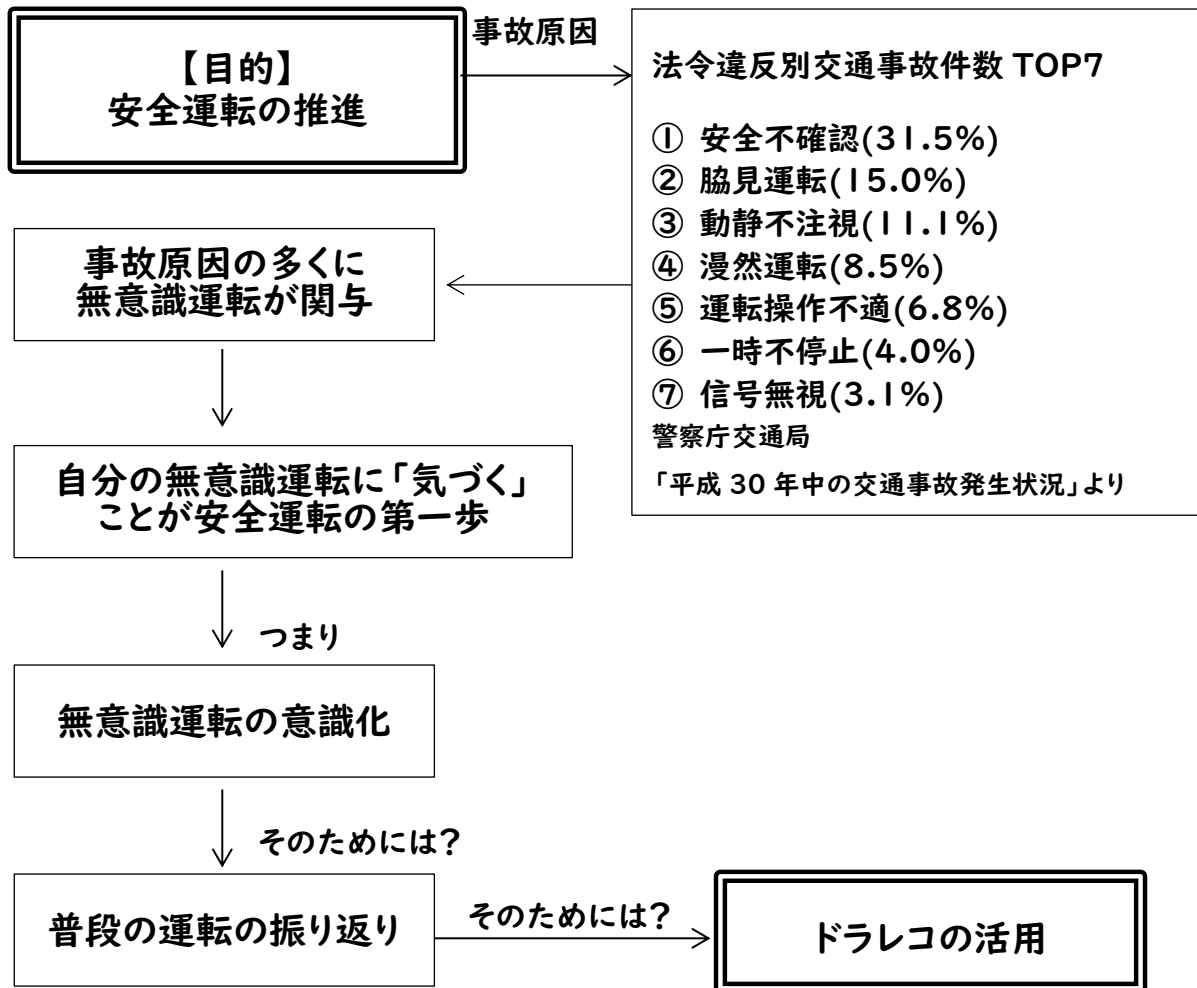 【目的】
安全運転の推進
事故原因
法令違反別交通事故件数 TOP7
① 安全不確認(31.5%)
② 脇見運転(15.0%)
③ 動静不注視(11.1%)
④ 漫然運転(8.5%)
⑤ 運転操作不適(6.8%)
⑥ 一時不停止(4.0%)
⑦ 信号無視(3.1%)
警察庁交通局
「平成 30 年中の交通事故発生状況」より
事故原因の多くに
無意識運転が関与
自分の無意識運転に「気づく」
ことが安全運転の第一歩
つまり
無意識運転の意識化
そのためには?
普段の運転の振り返り
そのためには?
ドラレコの活用